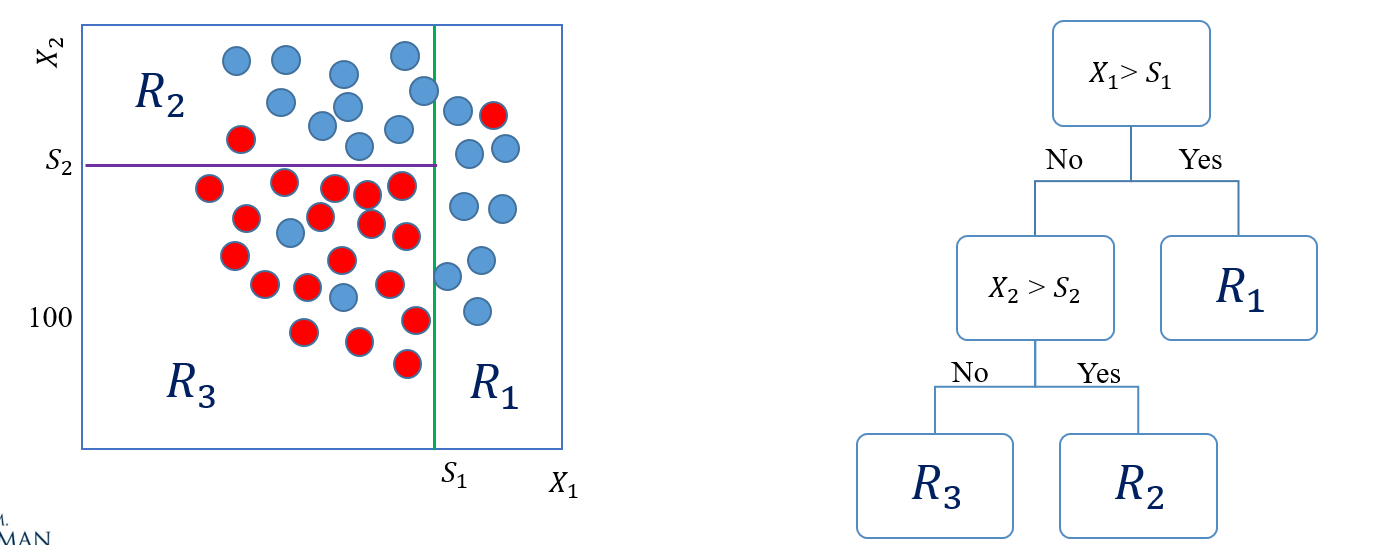 X₂
R₂
S₂
100
R₃
R₁
S₁
X₁
M.
MAN
X₁> S₁
No
Yes
X₂ > S₂
R₁
No
Yes
R₃
R₂